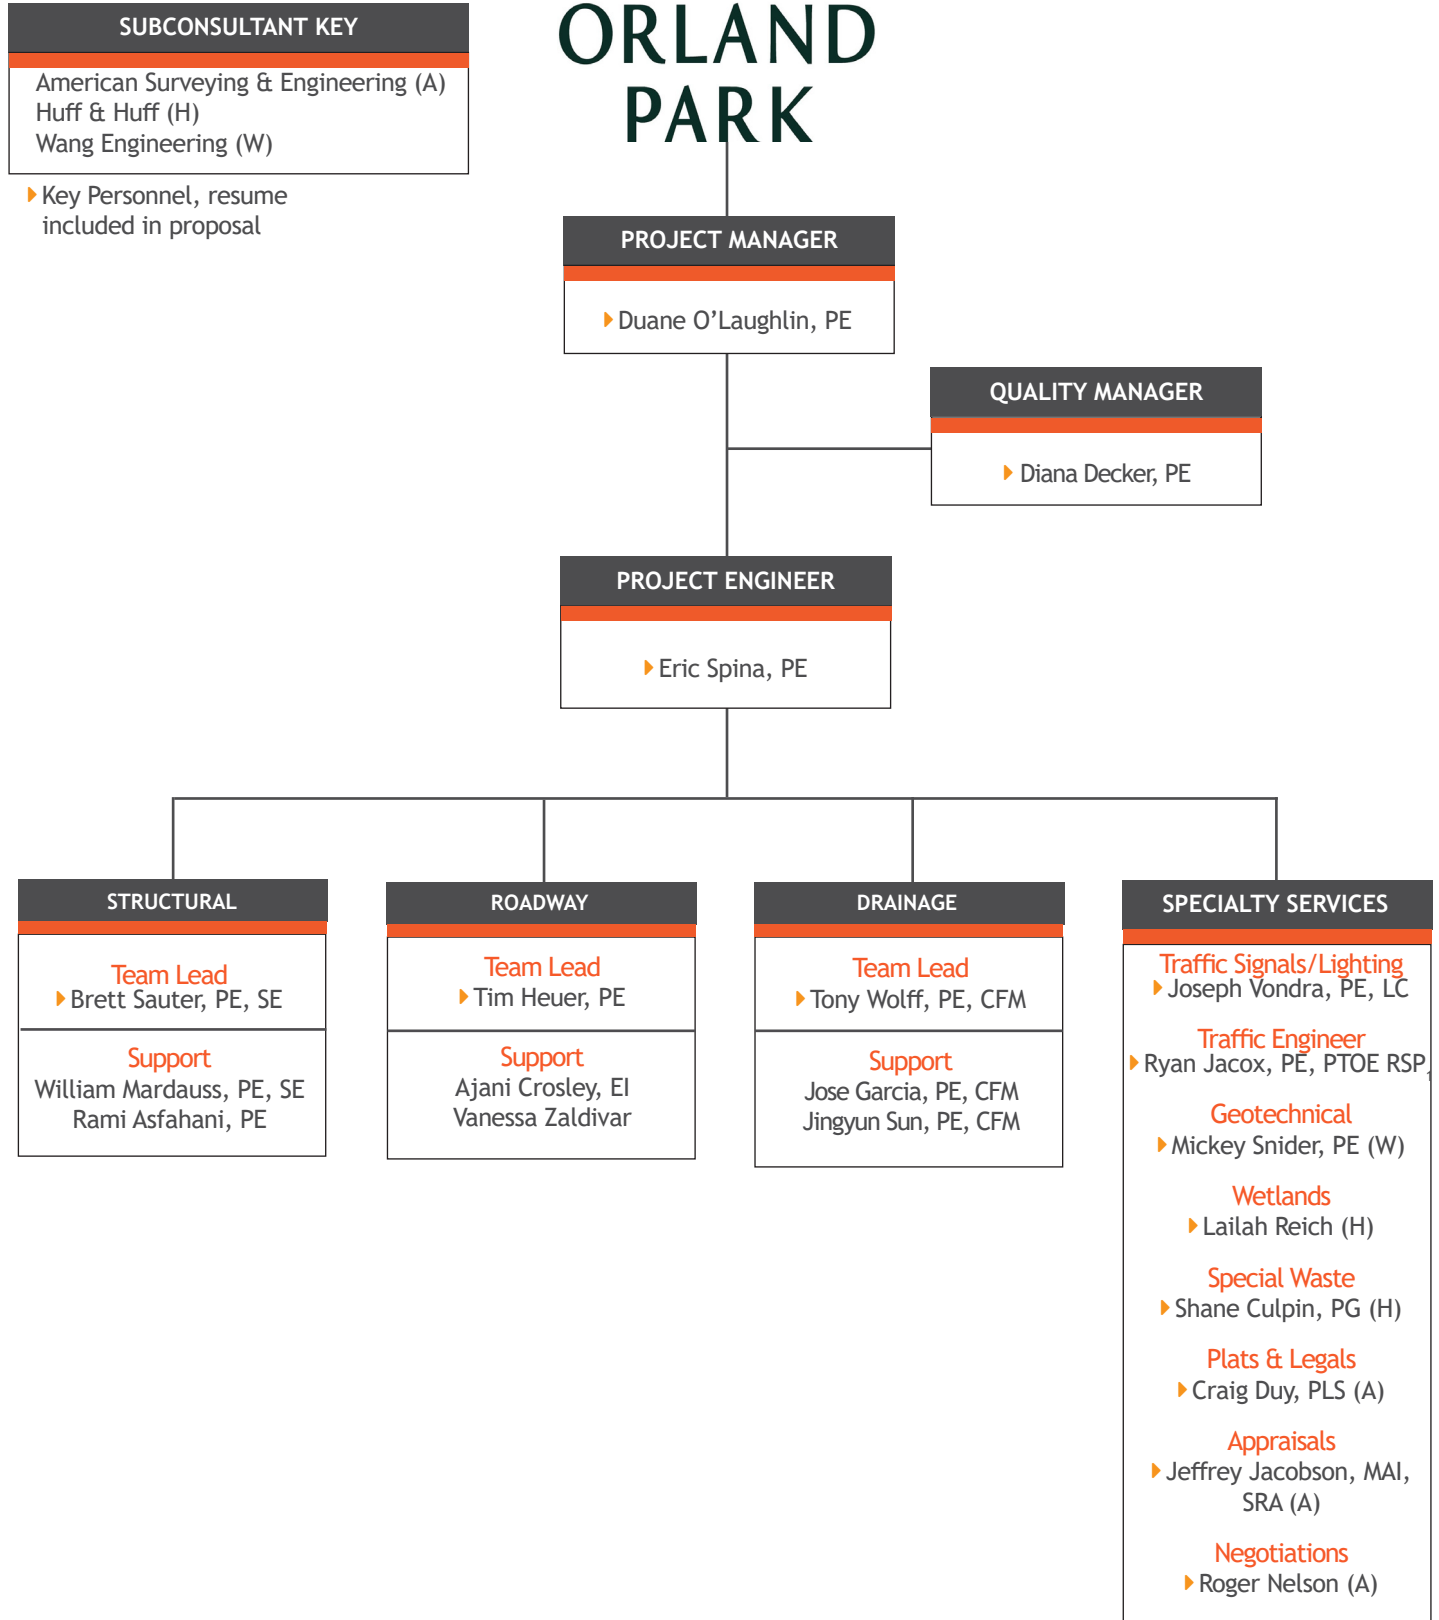 SUBCONSULTANT KEY
American Surveying & Engineering (A)
Huff & Huff (H)
Wang Engineering (W)
Key Personnel, resume
included in proposal
ORLAND
PARK
PROJECT MANAGER
Duane O’Laughlin, PE
QUALITY MANAGER
Diana Decker, PE
PROJECT ENGINEER
Eric Spina, PE
STRUCTURAL
Team Lead
Brett Sauter, PE, SE
Support
William Mardauss, PE, SE
Rami Asfahani, PE
ROADWAY
Team Lead
Tim Heuer, PE
Support
Ajani Crosley, EI
Vanessa Zaldivar
DRAINAGE
Team Lead
Tony Wolff, PE, CFM
Support
Jose Garcia, PE, CFM
Jingyun Sun, PE, CFM
SPECIALTY SERVICES
Traffic Signals/Lighting
Joseph Vondra, PE, LC
Traffic Engineer
Ryan Jacox, PE, PTOE RSP₁
Geotechnical
Mickey Snider, PE (W)
Wetlands
Lailah Reich (H)
Special Waste
Shane Culpin, PG (H)
Plats & Legals
Craig Duy, PLS (A)
Appraisals
Jeffrey Jacobson, MAI,
SRA (A)
Negotiations
Roger Nelson (A)